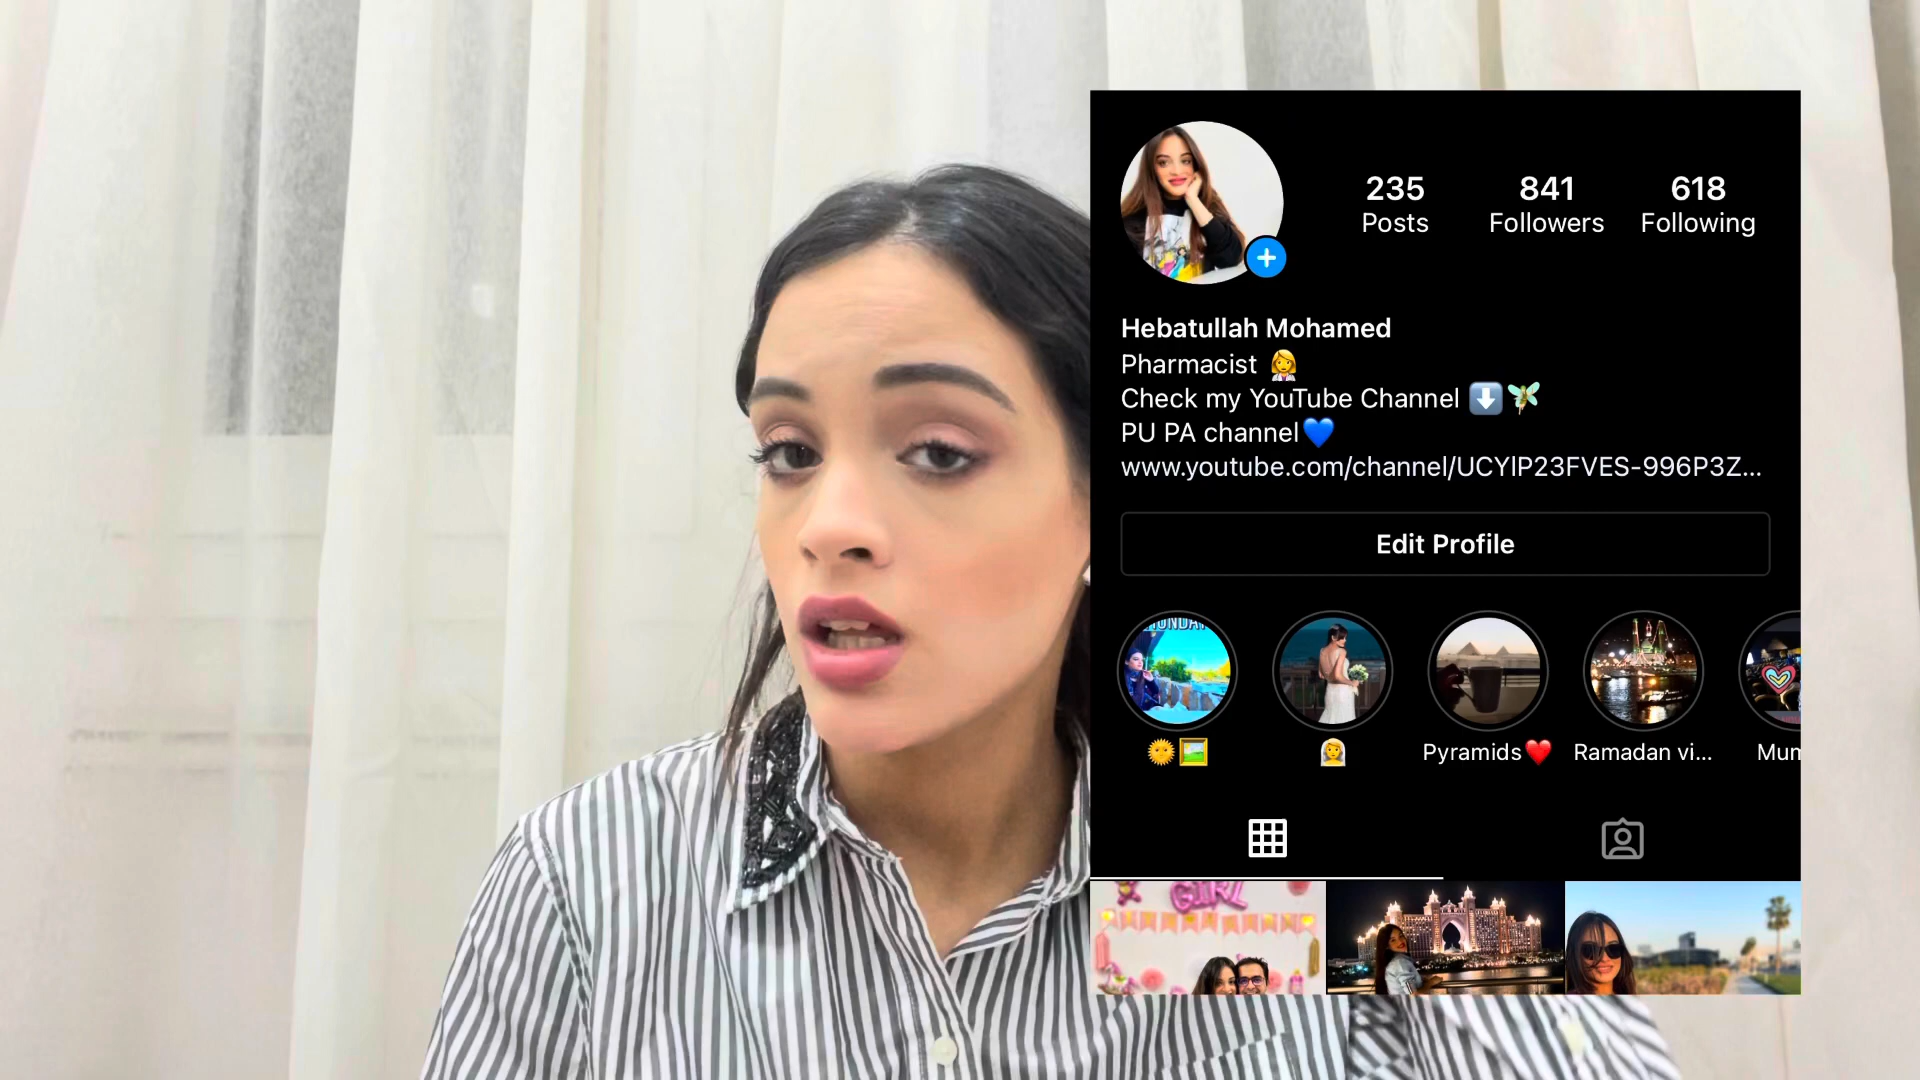 235 841 618
Posts Followers Following
Hebatullah Mohamed
Pharmacist 👩‍⚕️
Check my YouTube Channel ⬇️🧚
PU PA channel💙
www.youtube.com/channel/UCYIP23FVES-996P3Z...
Edit Profile
🌞🖼️ 👰 Pyramids❤️ Ramadan vi... Mum
GIRL